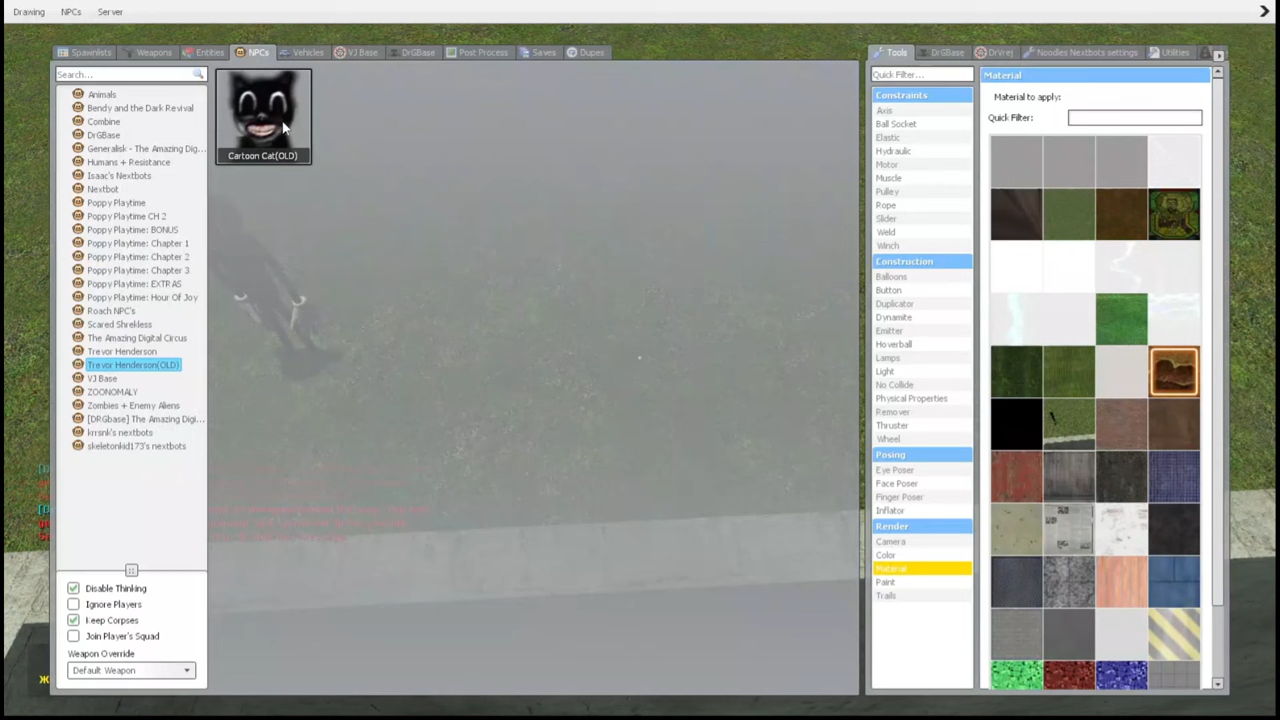 Drawing NPCs Server
Spawnlists Weapons Entities NPCs Vehicles VJ Base DrGBase Post Process Saves Dupes
Search...
Animals
Bendy and the Dark Revival
Combine
DrGBase
Generalisk - The Amazing Dig...
Humans + Resistance
Isaac's Nextbots
Nextbot
Poppy Playtime
Poppy Playtime CH 2
Poppy Playtime: BONUS
Poppy Playtime: Chapter 1
Poppy Playtime: Chapter 2
Poppy Playtime: Chapter 3
Poppy Playtime: EXTRAS
Poppy Playtime: Hour Of Joy
Roach NPC's
Scared Shrekless
The Amazing Digital Circus
Trevor Henderson
Trevor Henderson(OLD)
VJ Base
ZOONOMALY
Zombies + Enemy Aliens
[DRGbase] The Amazing Digi...
krrsnk's nextbots
skeletonkid173's nextbots
Disable Thinking
Ignore Players
Keep Corpses
Join Player's Squad
Weapon Override
Default Weapon
Cartoon Cat(OLD)
Tools DrGBase DrVrej Noodles Nextbots settings Utilities
Quick Filter...
Constraints
Axis
Ball Socket
Elastic
Hydraulic
Motor
Muscle
Pulley
Rope
Slider
Weld
Winch
Construction
Balloons
Button
Duplicator
Dynamite
Emitter
Hoverball
Lamps
Light
No Collide
Physical Properties
Remover
Thruster
Wheel
Posing
Eye Poser
Face Poser
Finger Poser
Inflator
Render
Camera
Color
Material
Paint
Trails
Material
Material to apply:
Quick Filter: